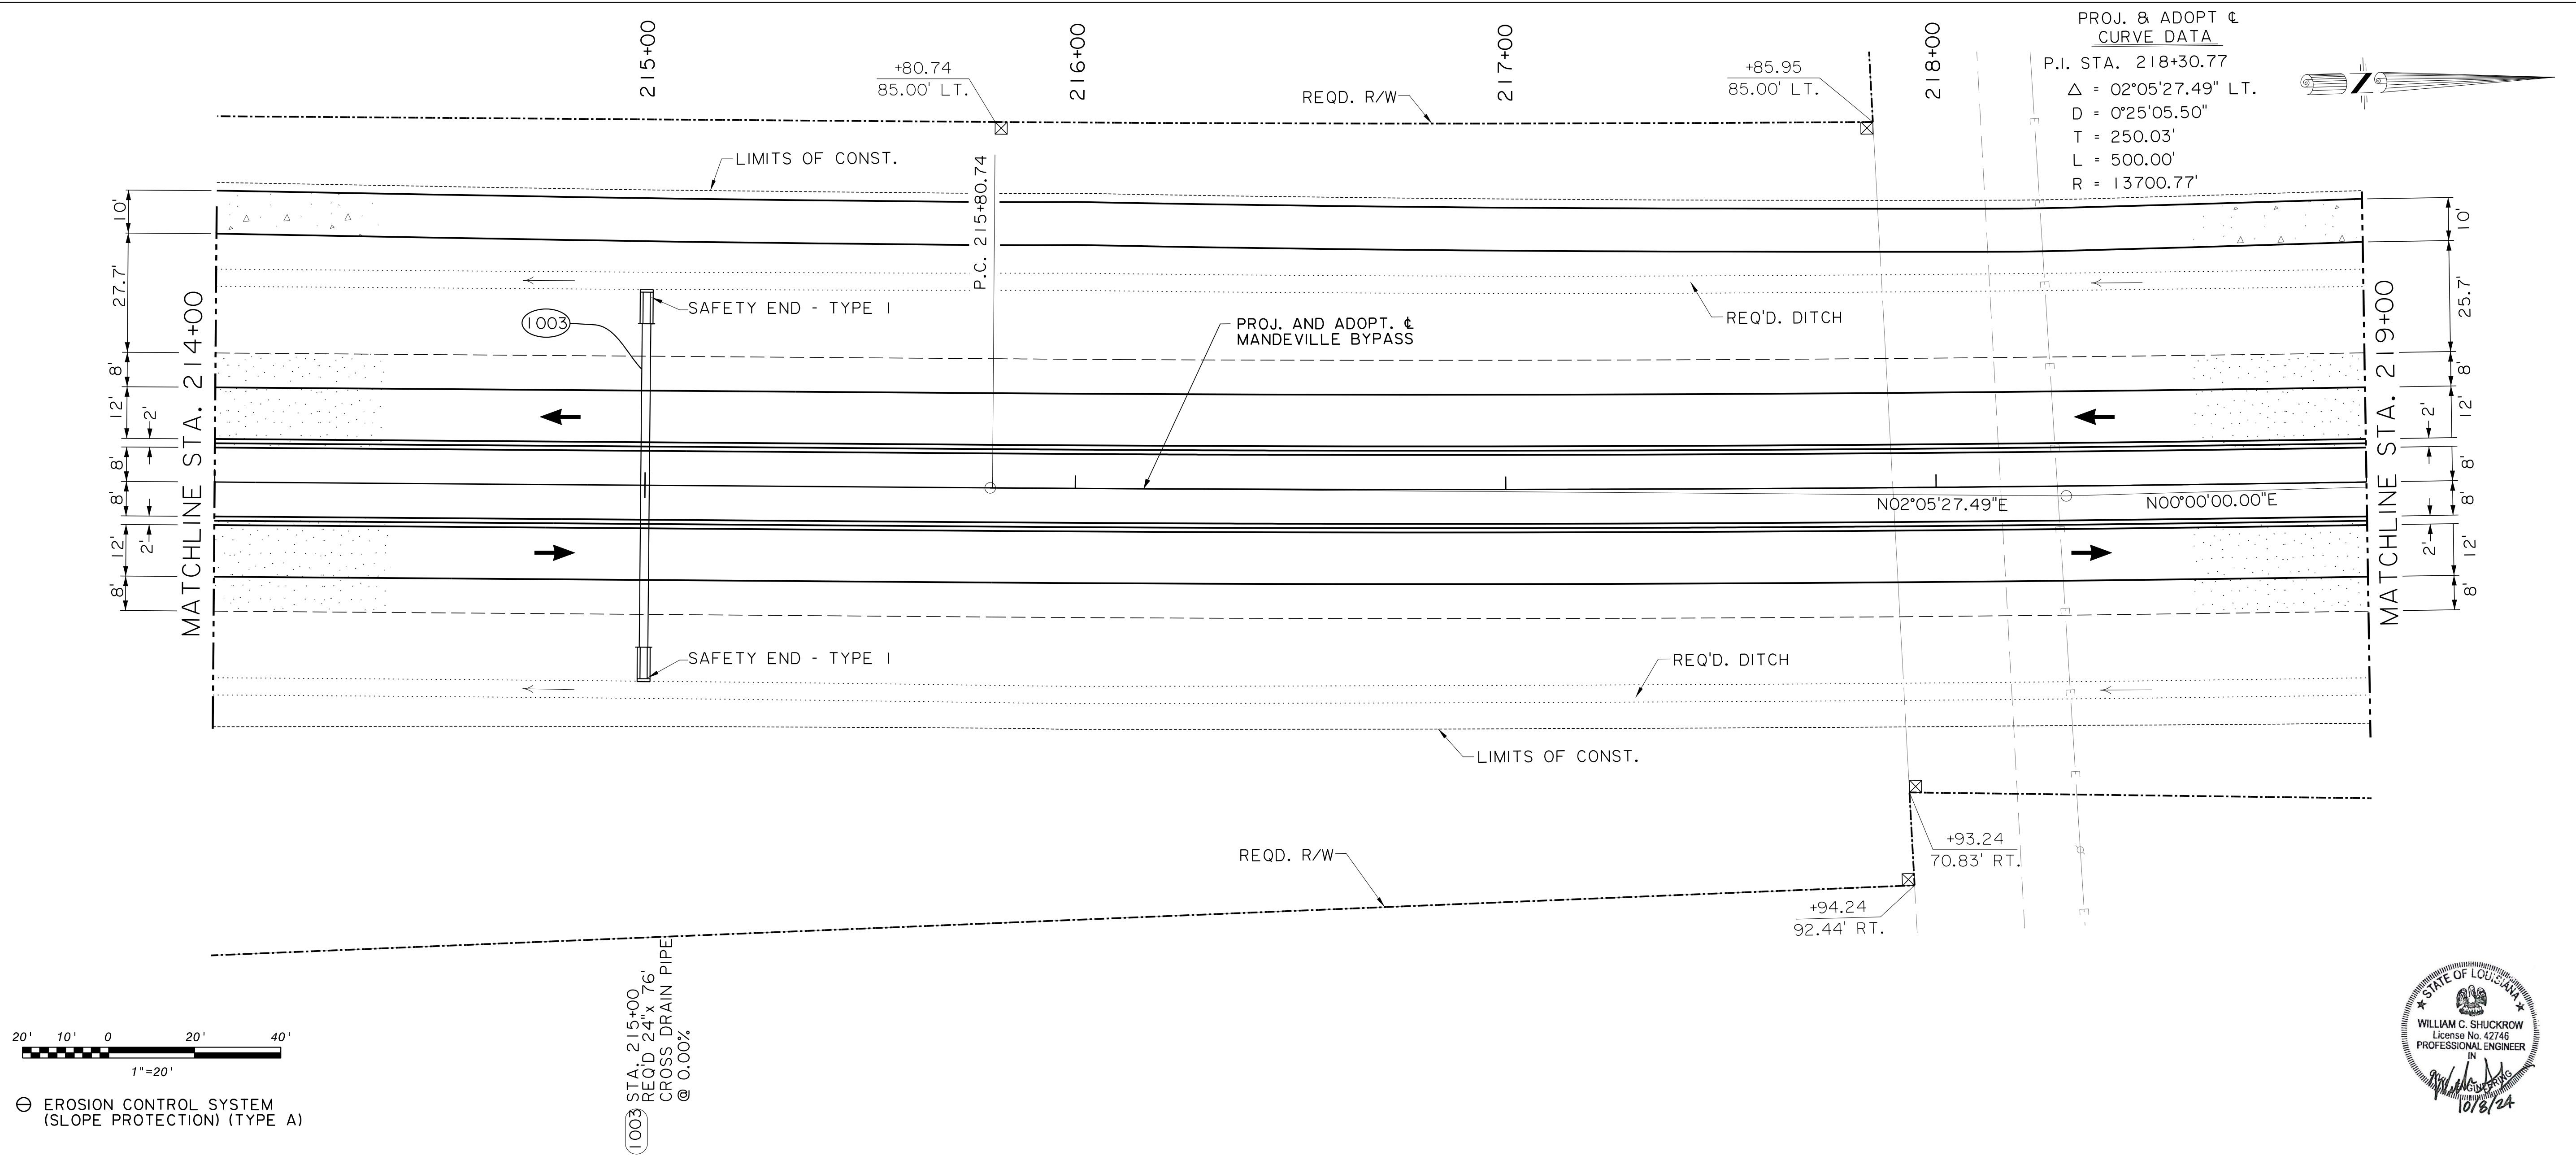 215+00
216+00
217+00
218+00
+80.74
85.00' LT.
+85.95
85.00' LT.
REQD. R/W
PROJ. & ADOPT ℄
CURVE DATA
P.I. STA. 218+30.77
△ = 02°05'27.49" LT.
D = 0°25'05.50"
T = 250.03'
L = 500.00'
R = 13700.77'
LIMITS OF CONST.
P.C. 215+80.74
10'
27.7'
8'
12'
2'
8'
8'
2'
12'
8'
MATCHLINE STA. 214+00
1003
SAFETY END - TYPE I
PROJ. AND ADOPT. ℄
MANDEVILLE BYPASS
REQ'D. DITCH
E
E
E
E
E
E
E
E
E
E
N02°05'27.49"E
N00°00'00.00"E
MATCHLINE STA. 219+00
10'
25.7'
8'
12'
2'
8'
8'
2'
12'
8'
SAFETY END - TYPE I
REQ'D. DITCH
LIMITS OF CONST.
REQD. R/W
+93.24
70.83' RT.
+94.24
92.44' RT.
1003 STA. 215+00
REQ'D 24"x 76'
CROSS DRAIN PIPE
@ 0.00%
20' 10' 0 20' 40'
1"=20'
⊖ EROSION CONTROL SYSTEM
(SLOPE PROTECTION) (TYPE A)
STATE OF LOUISIANA
WILLIAM C. SHUCKROW
License No. 42746
PROFESSIONAL ENGINEER
IN
ENGINEERING
10/8/24